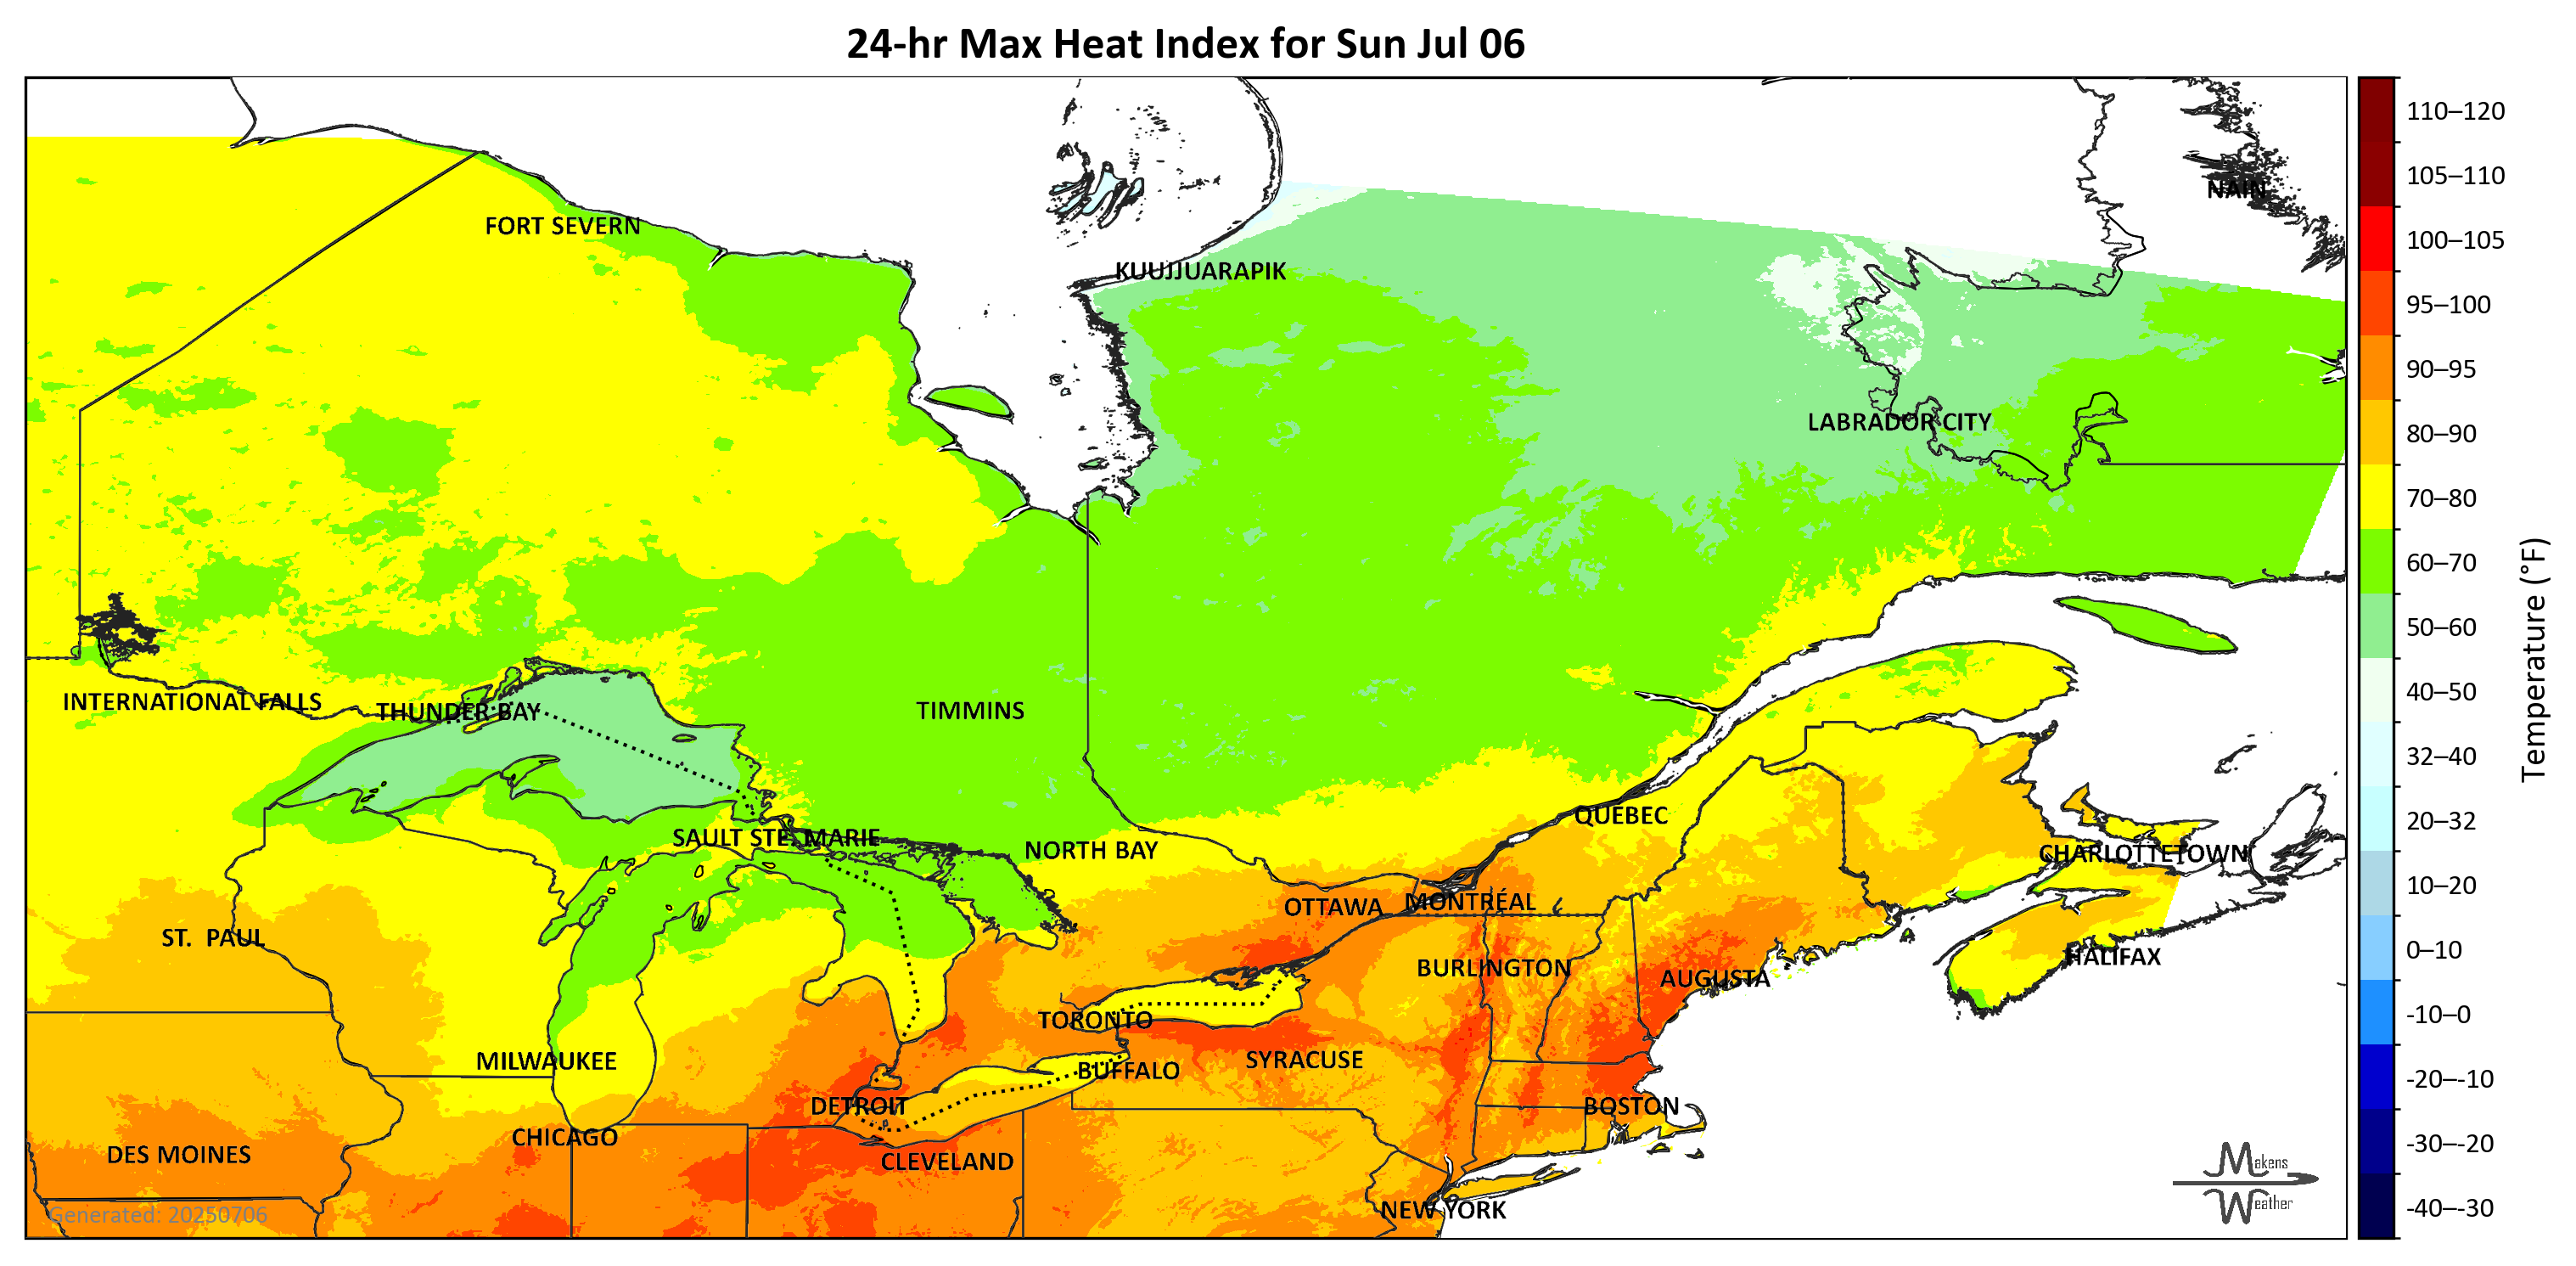 24-hr Max Heat Index for Sun Jul 06
NAIN
FORT SEVERN
KUUJJUARAPIK
LABRADOR CITY
INTERNATIONAL FALLS
THUNDER BAY
TIMMINS
QUEBEC
SAULT STE. MARIE
NORTH BAY
CHARLOTTETOWN
OTTAWA
MONTRÉAL
ST. PAUL
HALIFAX
BURLINGTON
AUGUSTA
TORONTO
MILWAUKEE
SYRACUSE
BUFFALO
DETROIT
BOSTON
CHICAGO
DES MOINES
CLEVELAND
NEW YORK
Generated: 20250706
Makens
Weather
110–120
105–110
100–105
95–100
90–95
80–90
70–80
60–70
50–60
40–50
32–40
20–32
10–20
0–10
-10–0
-20–-10
-30–-20
-40–-30
Temperature (°F)